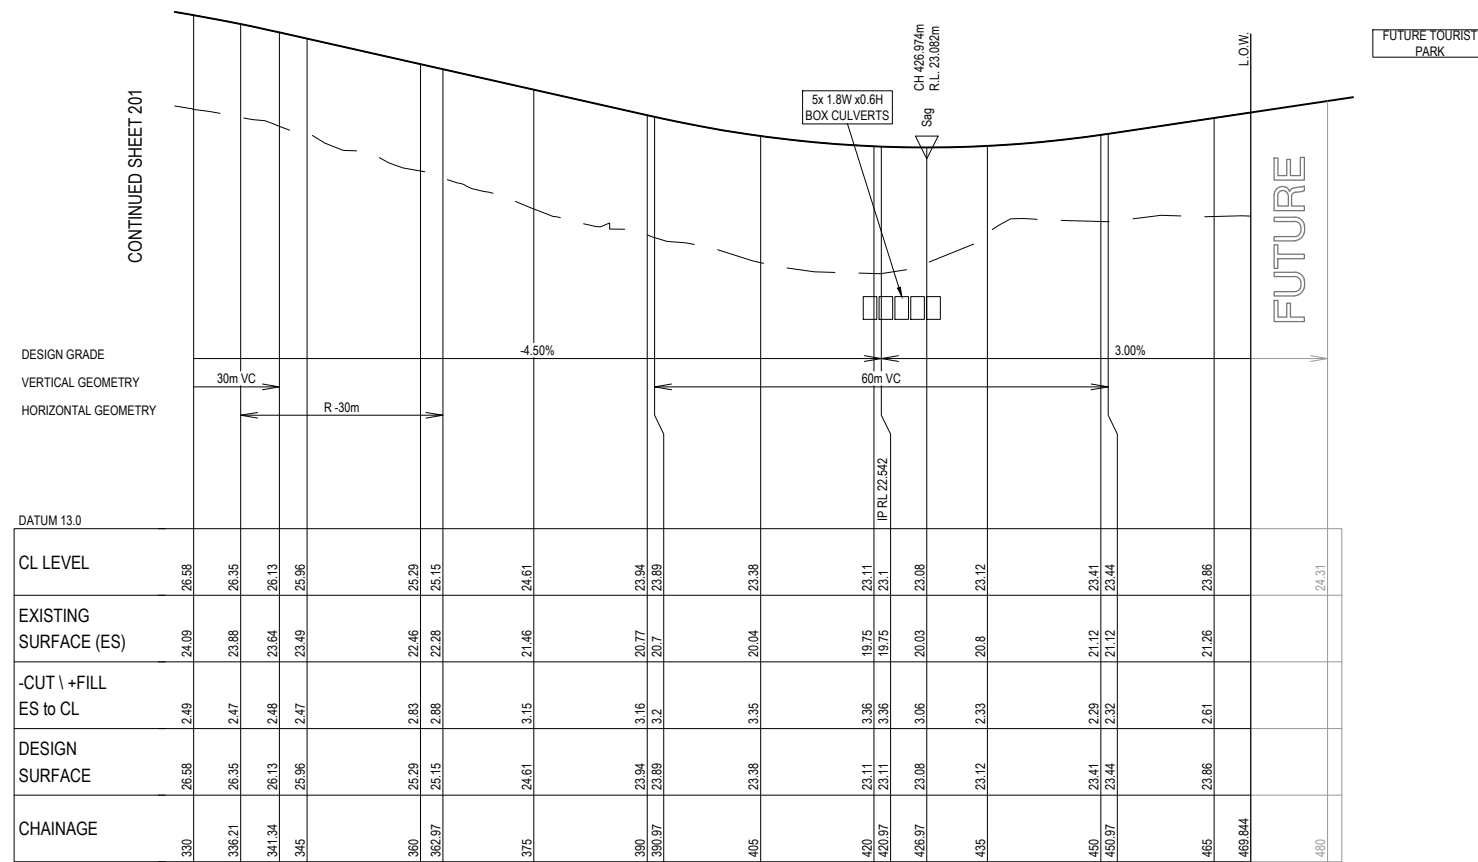 FUTURE TOURIST
PARK
CONTINUED SHEET 201
5x 1.8W x0.6H
BOX CULVERTS
Sag
CH 426.974m
R.L. 23.082m
L.O.W.
FUTURE
DESIGN GRADE
-4.50%
3.00%
VERTICAL GEOMETRY
30m VC
60m VC
HORIZONTAL GEOMETRY
R -30m
IP RL 22.542
DATUM 13.0
CL LEVEL
26.58 26.35 26.13 25.96 25.29 25.15 24.61 23.94 23.89 23.38 23.11 23.1 23.08 23.12 23.41 23.44 23.86 24.31
EXISTING
SURFACE (ES)
24.09 23.88 23.64 23.49 22.46 22.28 21.46 20.77 20.7 20.04 19.75 19.75 20.03 20.8 21.12 21.12 21.26
-CUT \ +FILL
ES to CL
2.49 2.47 2.48 2.47 2.83 2.88 3.15 3.16 3.2 3.35 3.36 3.36 3.06 2.33 2.29 2.32 2.61
DESIGN
SURFACE
26.58 26.35 26.13 25.96 25.29 25.15 24.61 23.94 23.89 23.38 23.11 23.11 23.08 23.12 23.41 23.44 23.86
CHAINAGE
330 336.21 341.34 345 360 362.97 375 390 390.97 405 420 420.97 426.97 435 450 450.97 465 469.844 480